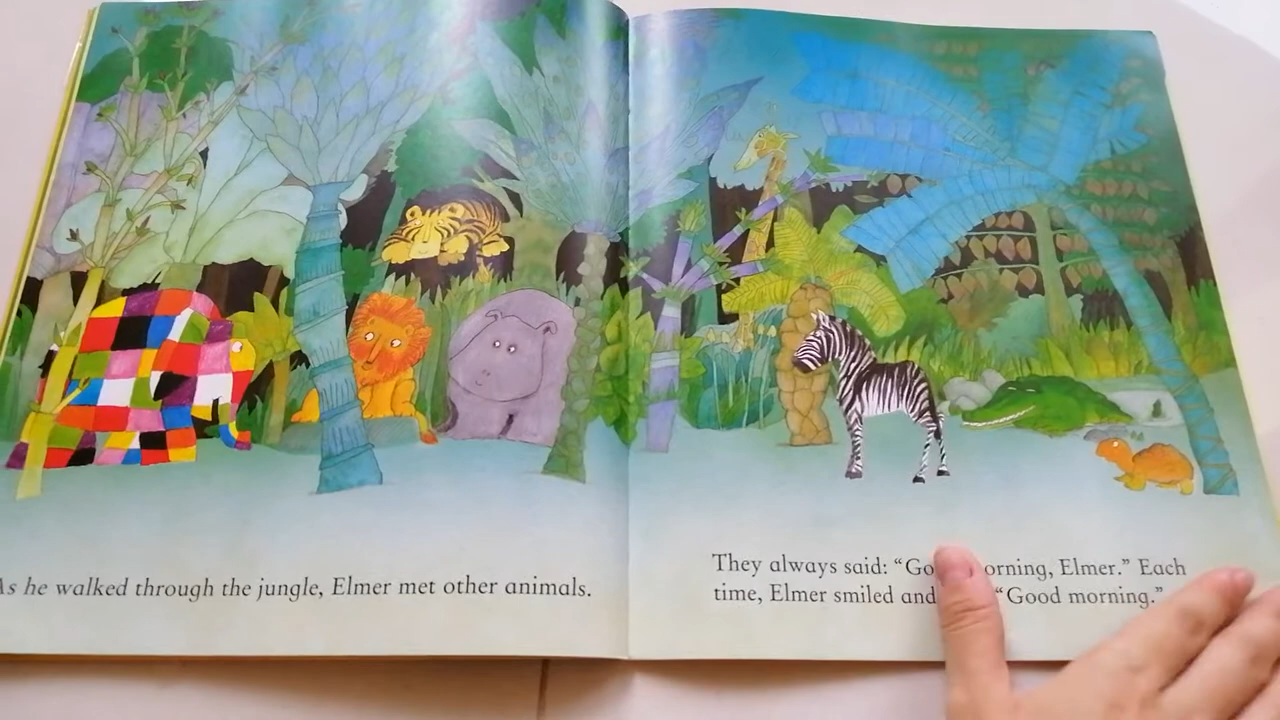 As he walked through the jungle, Elmer met other animals.
They always said: “Go orning, Elmer.” Each
time, Elmer smiled and “Good morning.”